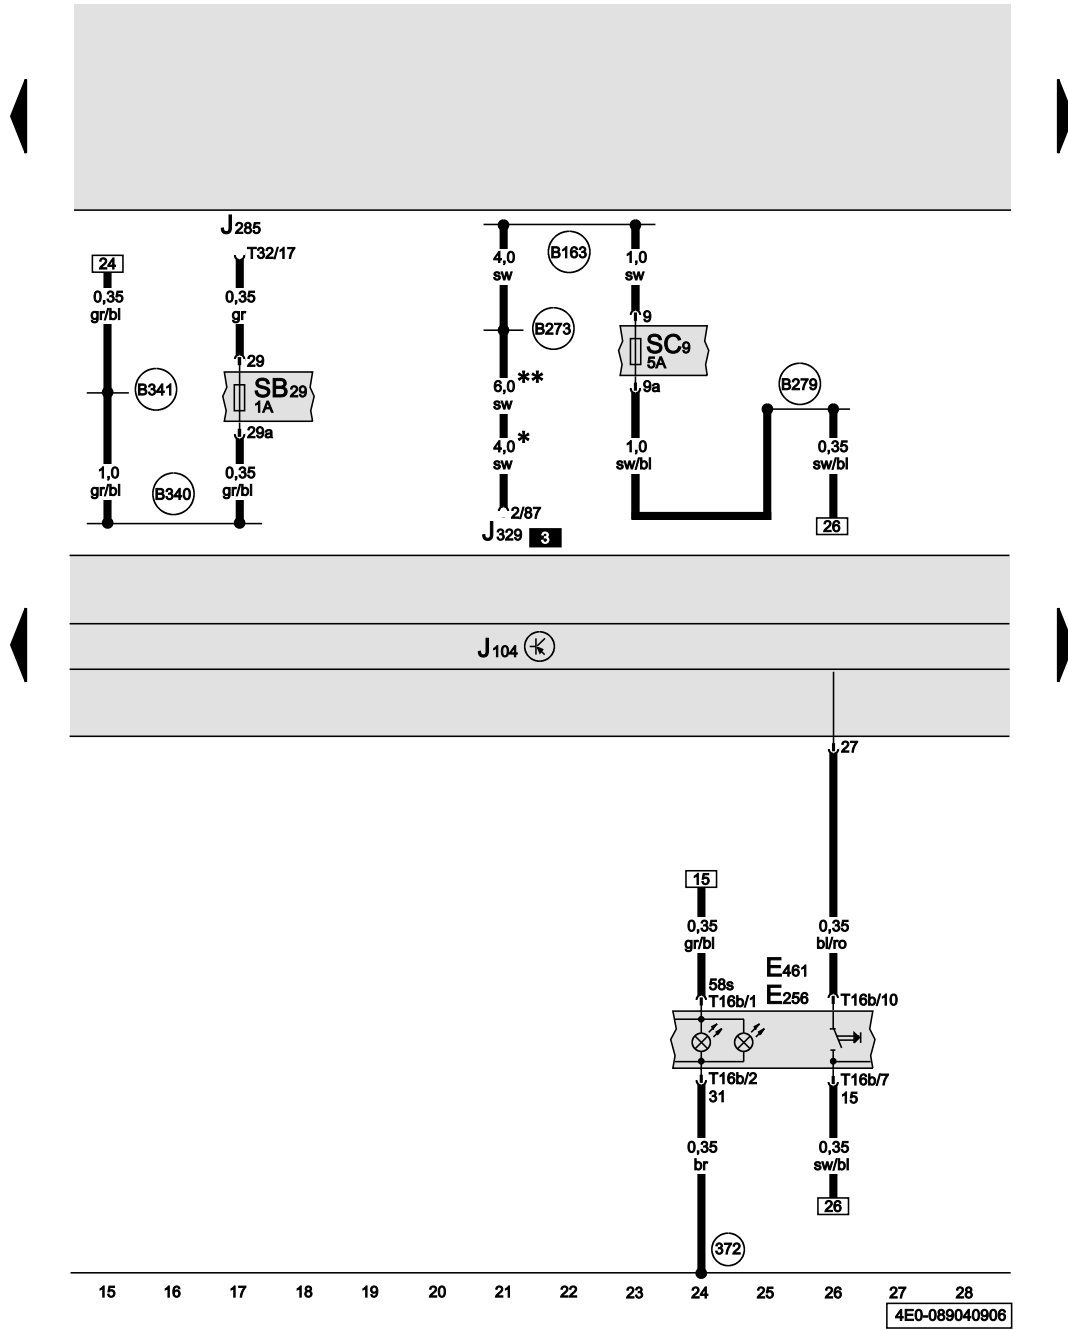 J285
T32/17
24
0,35
gr/bl
0,35
gr
29
SB29
1A
29a
B341
1,0
gr/bl
B340
0,35
gr/bl
B163
4,0
sw
1,0
sw
B273
9
SC9
5A
9a
6,0**
sw
4,0*
sw
1,0
sw/bl
B279
0,35
sw/bl
2/87
J329 3
26
J104
27
15
0,35
gr/bl
0,35
bl/ro
E461
E256
58s
T16b/1
T16b/10
T16b/2
31
T16b/7
15
0,35
br
0,35
sw/bl
26
372
15 16 17 18 19 20 21 22 23 24 25 26 27 28
4E0-089040906